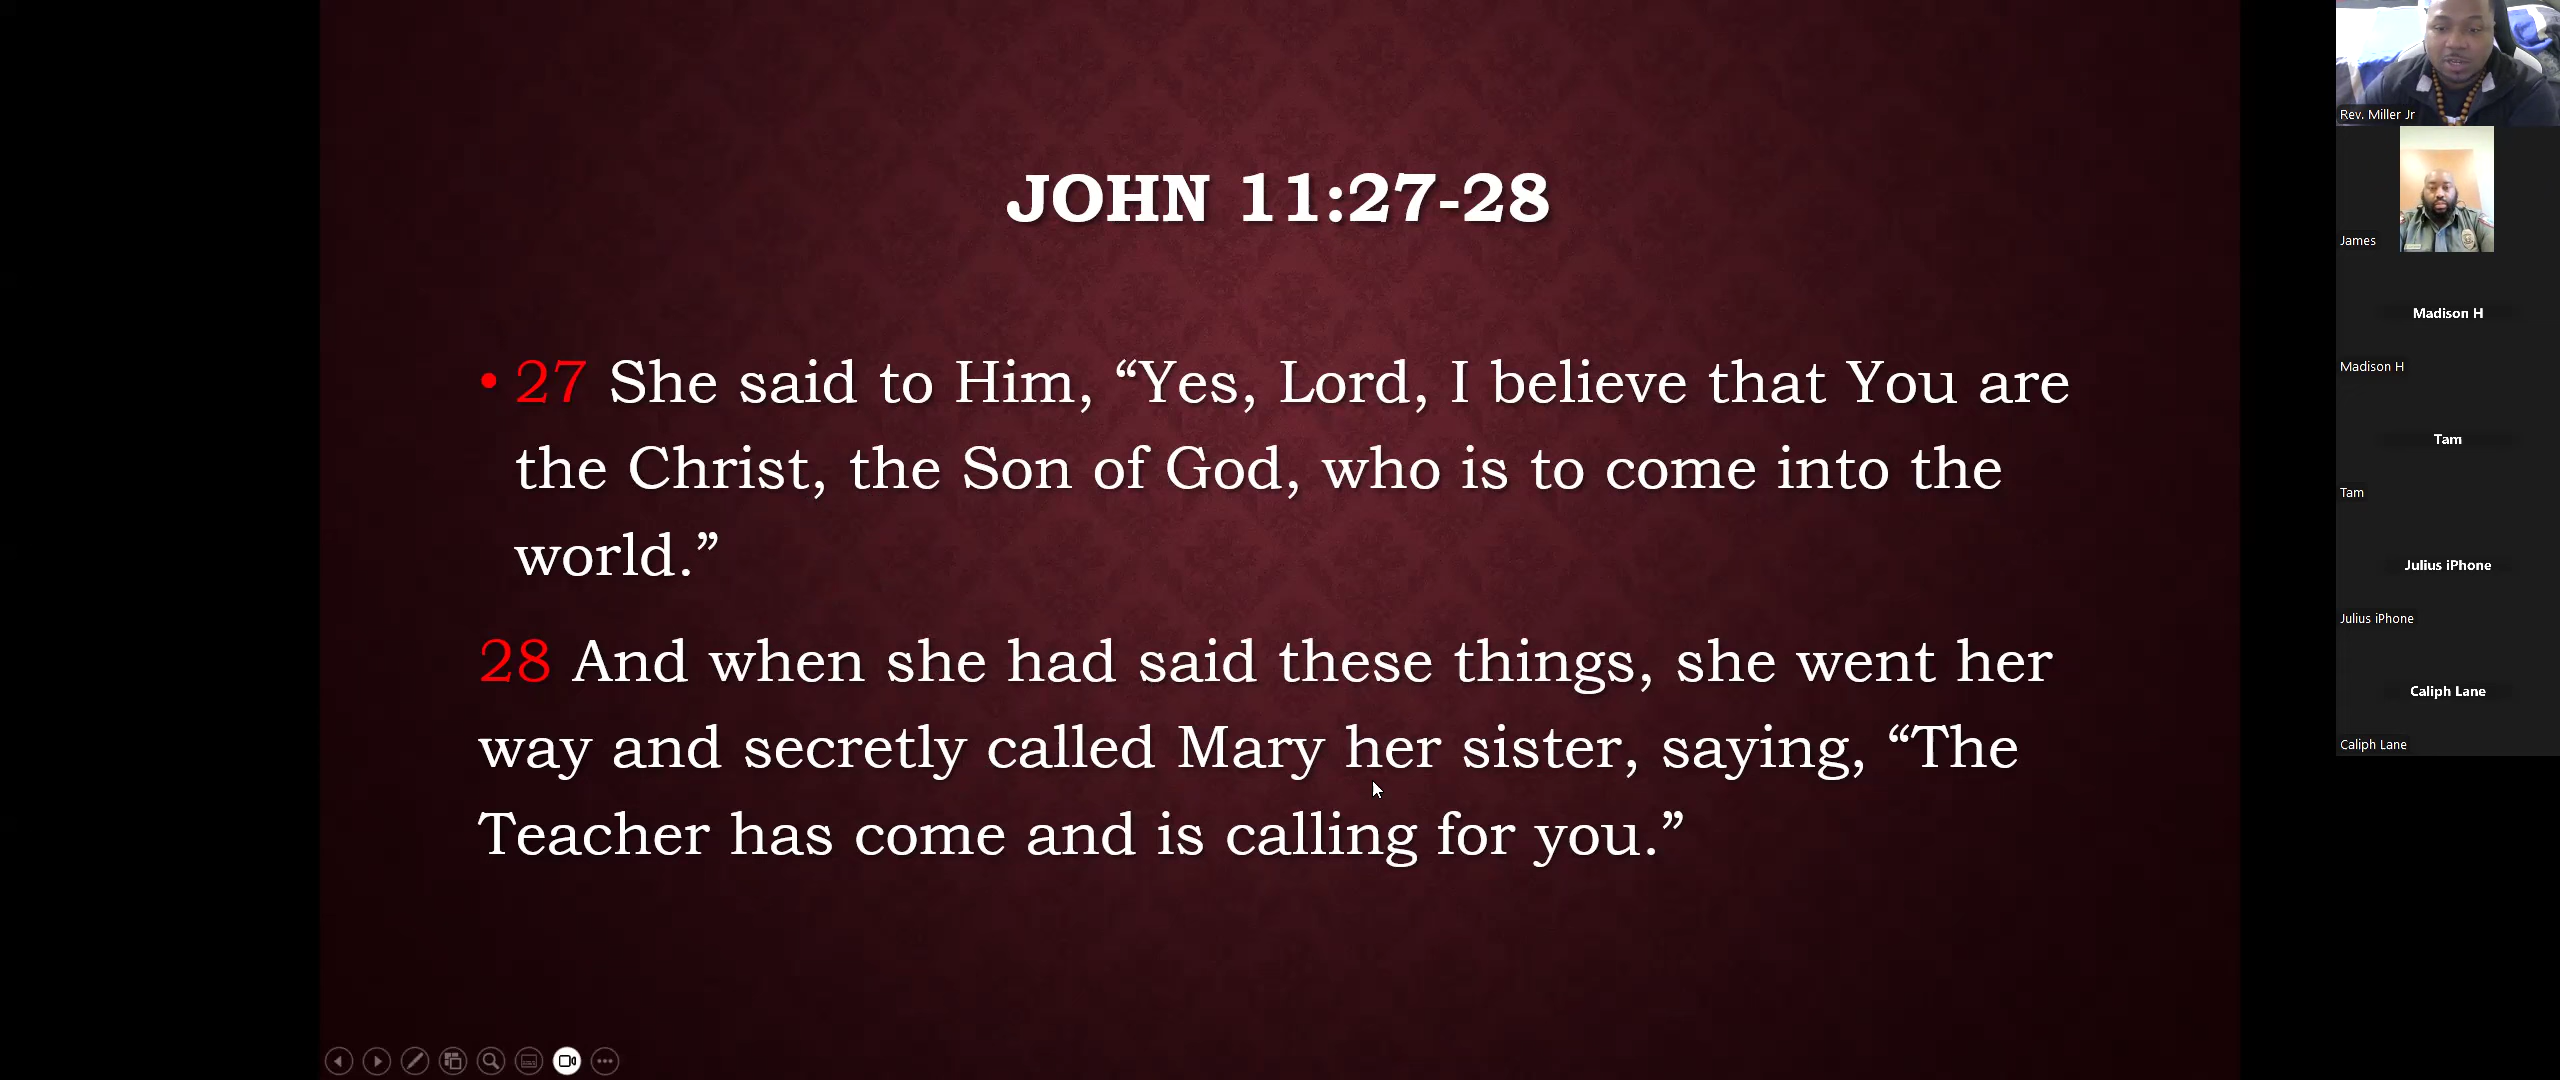 JOHN 11:27-28
• 27 She said to Him, “Yes, Lord, I believe that You are
the Christ, the Son of God, who is to come into the
world.”
28 And when she had said these things, she went her
way and secretly called Mary her sister, saying, “The
Teacher has come and is calling for you.”
Rev. Miller Jr
James
Madison H
Madison H
Tam
Tam
Julius iPhone
Julius iPhone
Caliph Lane
Caliph Lane